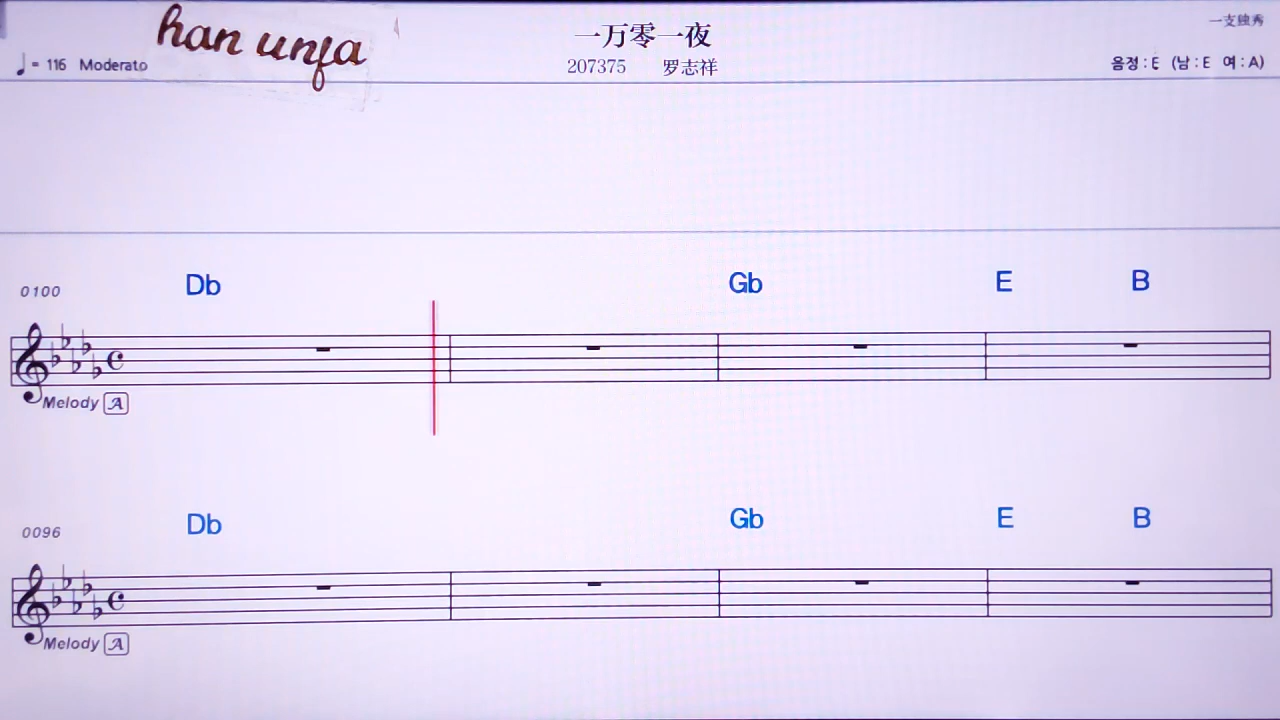 han unfa
一万零一夜
一支独秀
♩= 116 Moderato
207375 罗志祥
음정 : E (남 : E 여 : A)
Db Gb E B
0100
Melody A
Db Gb E B
0096
Melody A